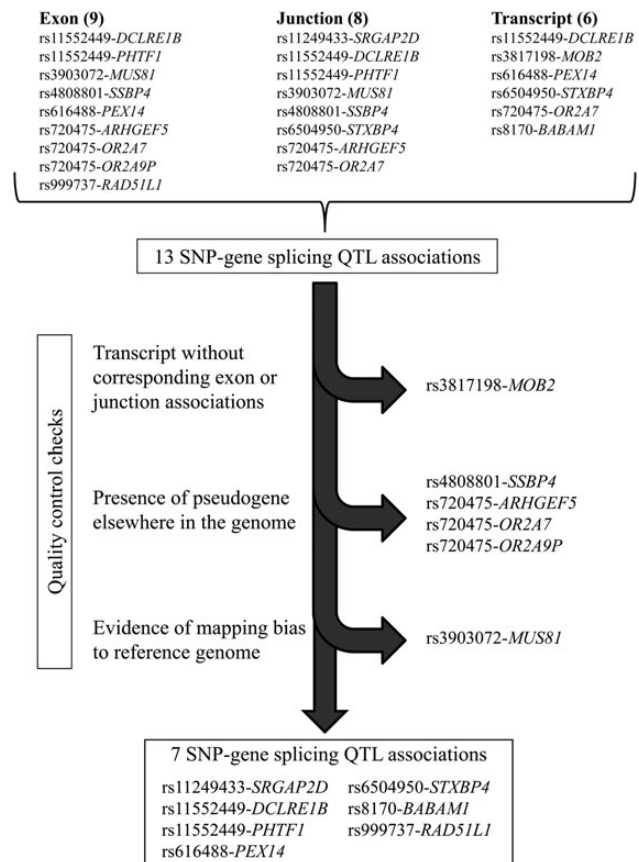 Exon (9)
rs11552449-DCLRE1B
rs11552449-PHTF1
rs3903072-MUS81
rs4808801-SSBP4
rs616488-PEX14
rs720475-ARHGEF5
rs720475-OR2A7
rs720475-OR2A9P
rs999737-RAD51L1
Junction (8)
rs11249433-SRGAP2D
rs11552449-DCLRE1B
rs11552449-PHTF1
rs3903072-MUS81
rs4808801-SSBP4
rs6504950-STXBP4
rs720475-ARHGEF5
rs720475-OR2A7
Transcript (6)
rs11552449-DCLRE1B
rs3817198-MOB2
rs616488-PEX14
rs6504950-STXBP4
rs720475-OR2A7
rs8170-BABAM1
13 SNP-gene splicing QTL associations
Quality control checks
Transcript without
corresponding exon or
junction associations
rs3817198-MOB2
Presence of pseudogene
elsewhere in the genome
rs4808801-SSBP4
rs720475-ARHGEF5
rs720475-OR2A7
rs720475-OR2A9P
Evidence of mapping bias
to reference genome
rs3903072-MUS81
7 SNP-gene splicing QTL associations
rs11249433-SRGAP2D
rs11552449-DCLRE1B
rs11552449-PHTF1
rs616488-PEX14
rs6504950-STXBP4
rs8170-BABAM1
rs999737-RAD51L1